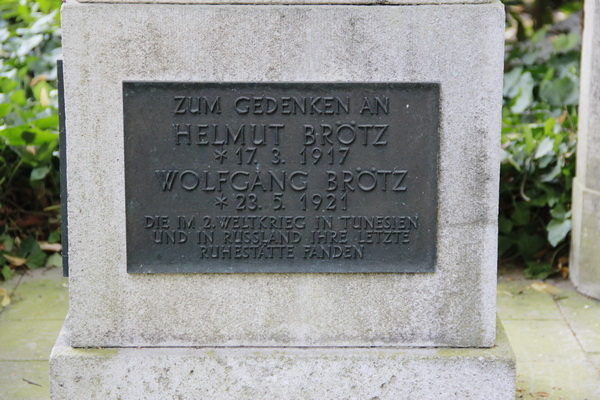 ZUM GEDENKEN AN
HELMUT BRÖTZ
* 17. 3. 1917
WOLFGANG BRÖTZ
* 23. 5. 1921
DIE IM 2. WELTKRIEG IN TUNESIEN
UND IN RUSSLAND IHRE LETZTE
RUHESTÄTTE FANDEN